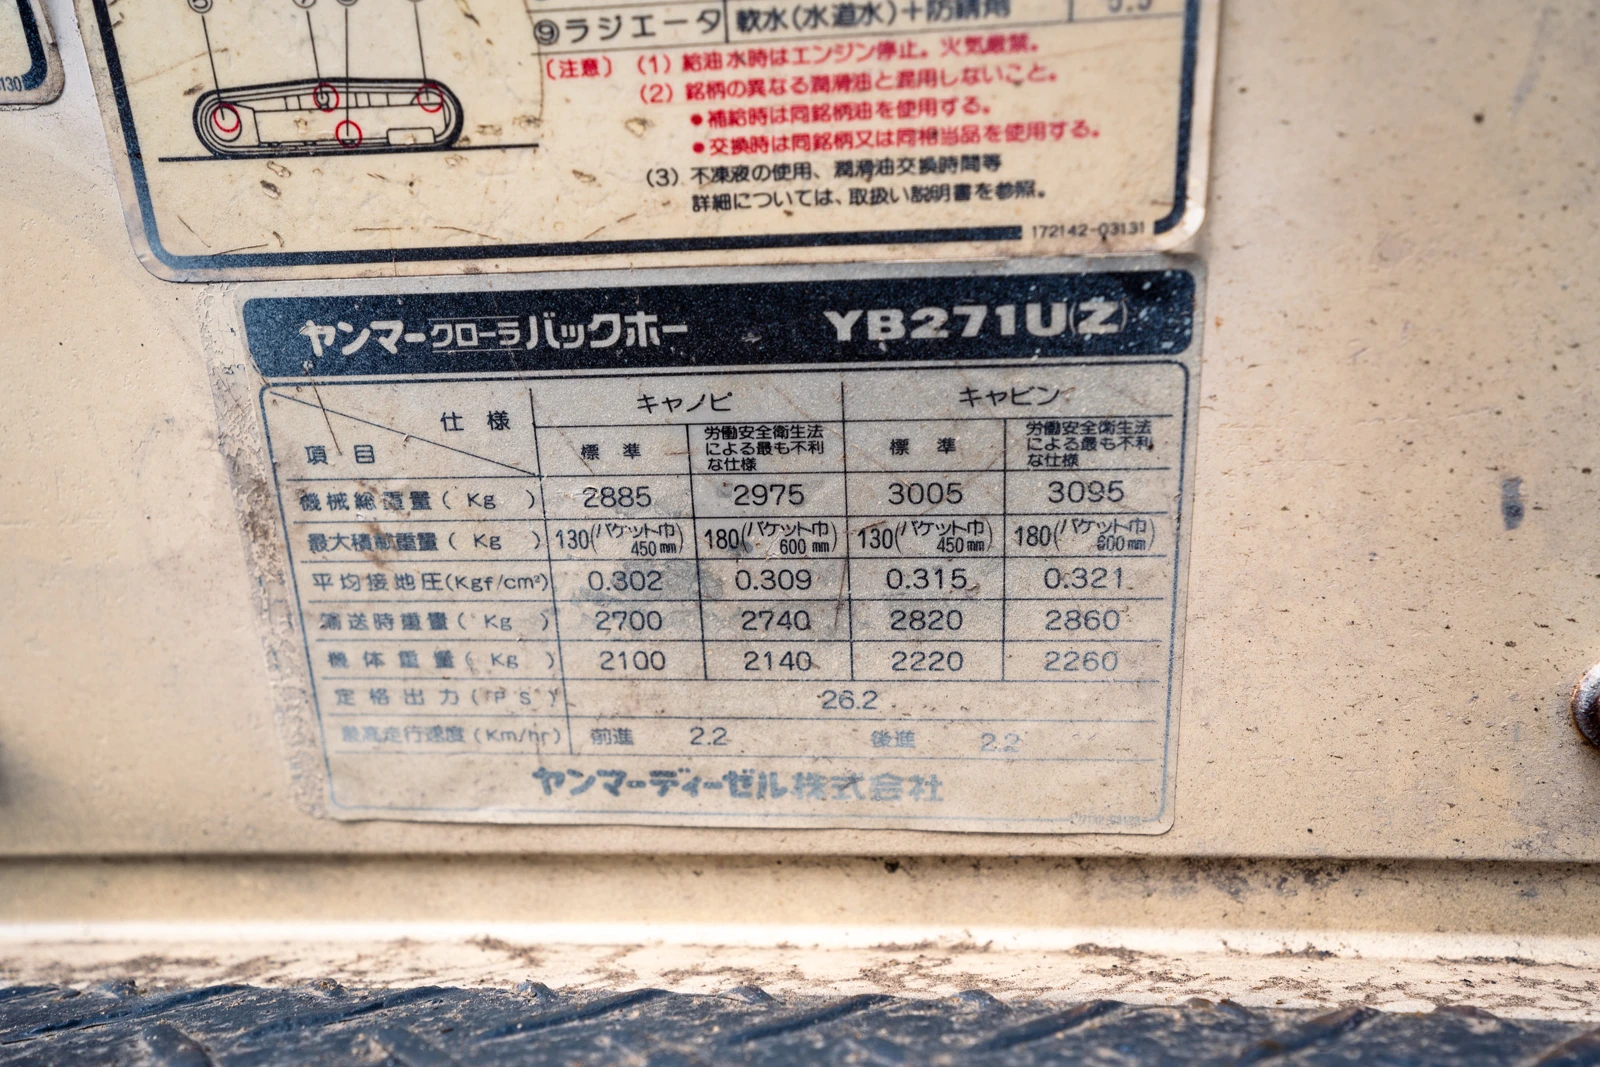 ⑨ラジエータ 軟水(水道水)+防錆剤 5.5
〔注意〕 (1) 給油水時はエンジン停止。火気厳禁。
(2) 銘柄の異なる潤滑油と混用しないこと。
●補給時は同銘柄油を使用する。
●交換時は同銘柄又は同相当品を使用する。
(3) 不凍液の使用、潤滑油交換時間等
詳細については、取扱い説明書を参照。
172142-03131
ヤンマークローラバックホー YB271U(Z)
仕様 キャノピ キャビン
項目 標準 労働安全衛生法による最も不利な仕様 標準 労働安全衛生法による最も不利な仕様
機械総重量(Kg) 2885 2975 3005 3095
最大積載重量(Kg) 130(バケット巾450mm) 180(バケット巾600mm) 130(バケット巾450mm) 180(バケット巾600mm)
平均接地圧(Kgf/cm²) 0.302 0.309 0.315 0.321
輸送時重量(Kg) 2700 2740 2820 2860
機体重量(Kg) 2100 2140 2220 2260
定格出力(PS) 26.2
最高走行速度(Km/hr) 前進 2.2 後進 2.2
ヤンマーディーゼル株式会社